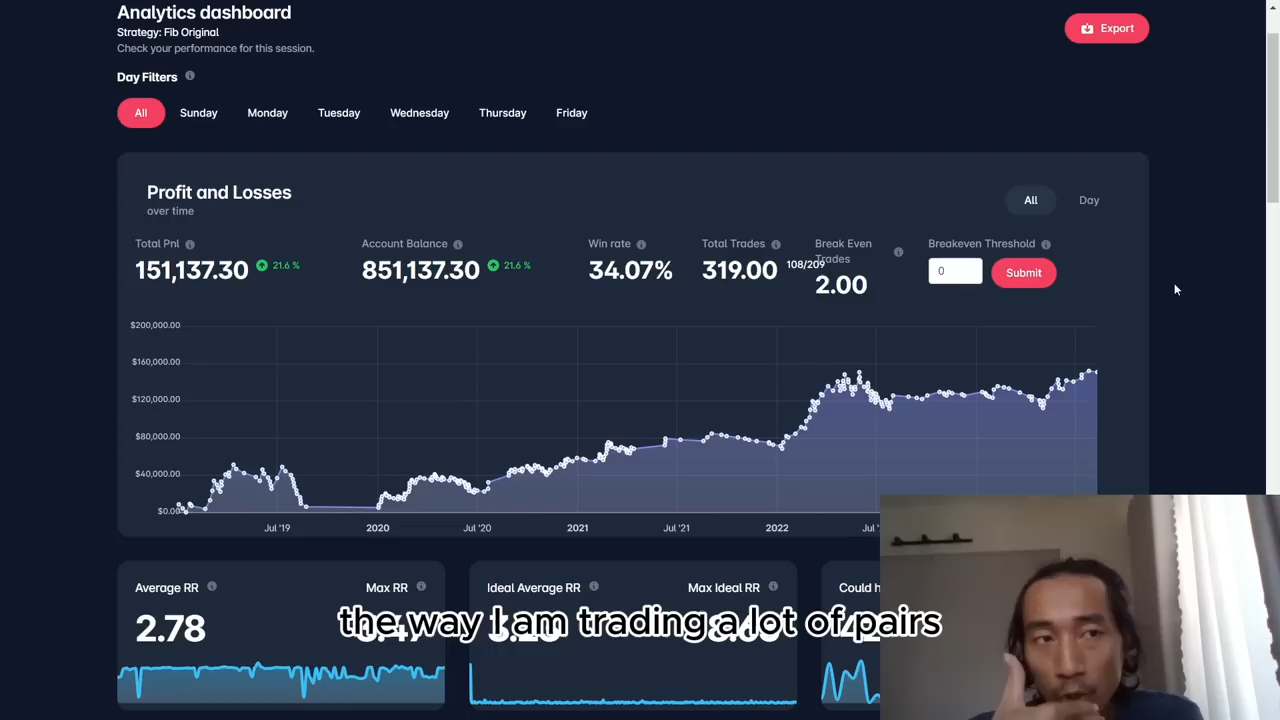 Analytics dashboard
Strategy: Fib Original
Check your performance for this session.
Export
Day Filters
All Sunday Monday Tuesday Wednesday Thursday Friday
Profit and Losses
over time
All Day
Total Pnl
151,137.30 21.6 %
Account Balance
851,137.30 21.6 %
Win rate
34.07%
Total Trades
319.00 108/209
Break Even
Trades
2.00
Breakeven Threshold
0 Submit
$200,000.00
$160,000.00
$120,000.00
$80,000.00
$40,000.00
$0.00
Jul '19 2020 Jul '20 2021 Jul '21 2022
Average RR Max RR
2.78
Ideal Average RR Max Ideal RR
the way I am trading a lot of pairs